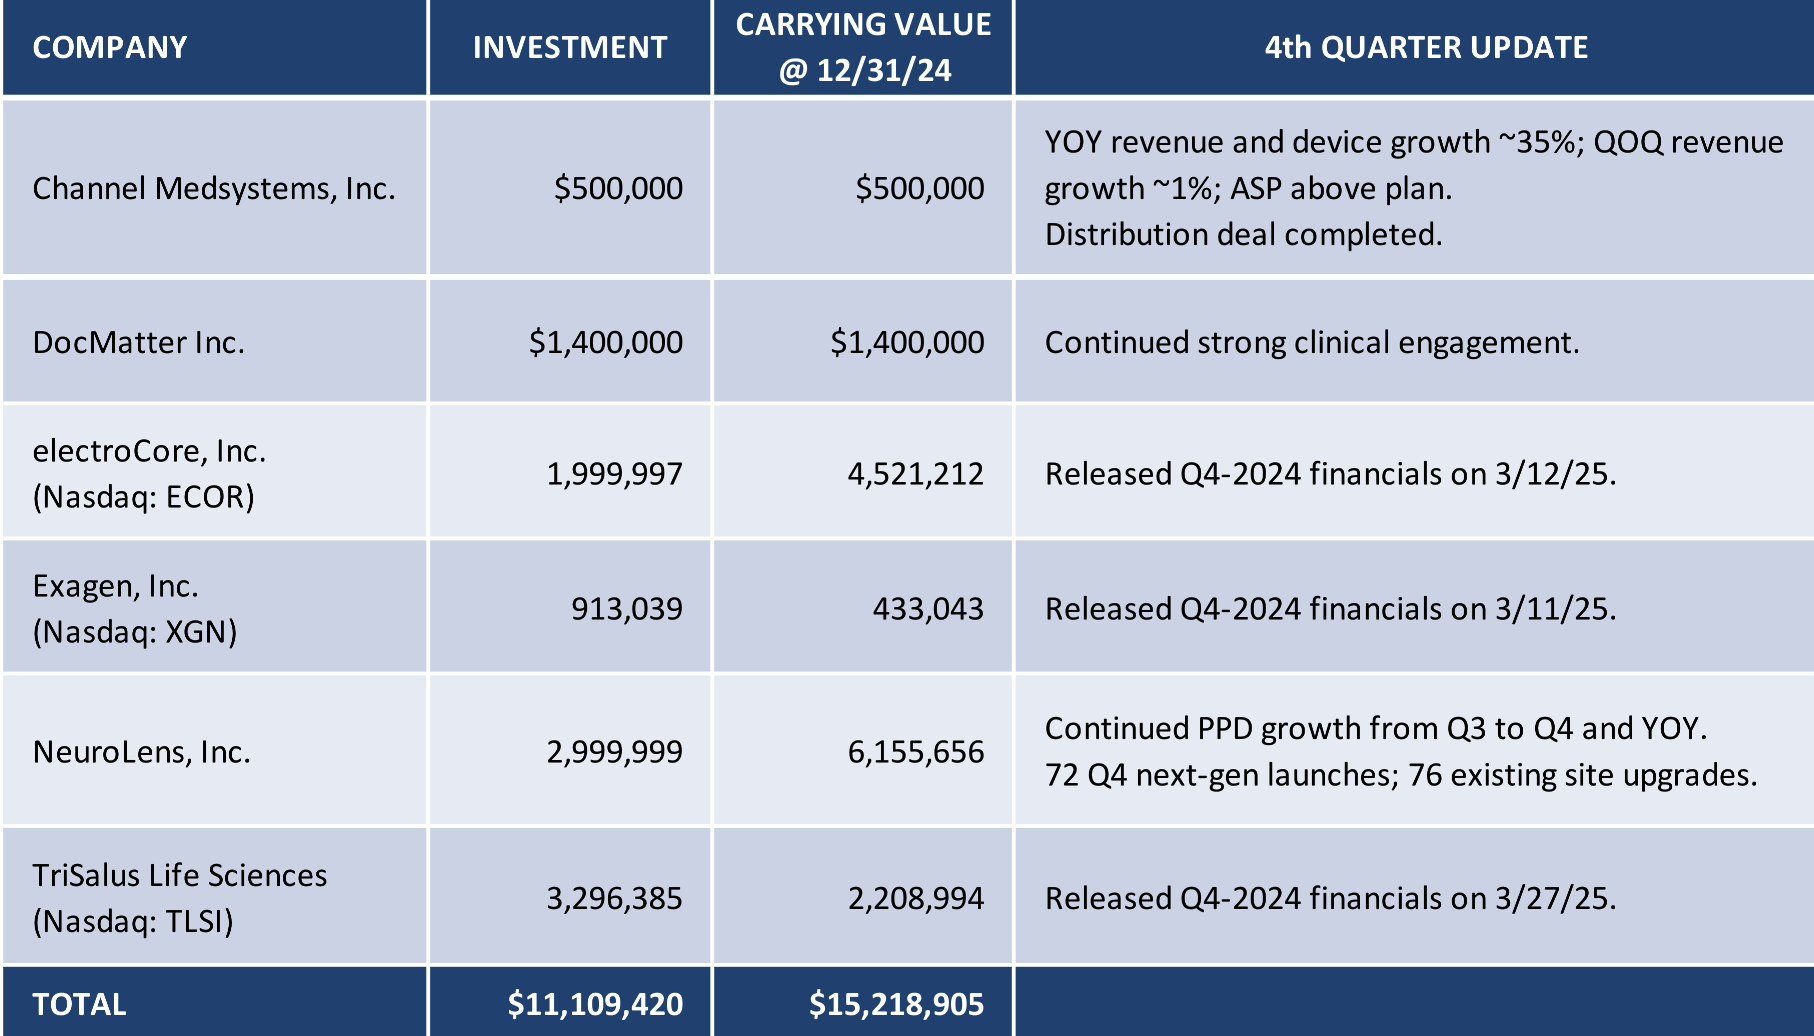 COMPANY INVESTMENT CARRYING VALUE @ 12/31/24 4th QUARTER UPDATE
Channel Medsystems, Inc. $500,000 $500,000 YOY revenue and device growth ~35%; QOQ revenue
growth ~1%; ASP above plan.
Distribution deal completed.
DocMatter Inc. $1,400,000 $1,400,000 Continued strong clinical engagement.
electroCore, Inc.
(Nasdaq: ECOR) 1,999,997 4,521,212 Released Q4-2024 financials on 3/12/25.
Exagen, Inc.
(Nasdaq: XGN) 913,039 433,043 Released Q4-2024 financials on 3/11/25.
NeuroLens, Inc. 2,999,999 6,155,656 Continued PPD growth from Q3 to Q4 and YOY.
72 Q4 next-gen launches; 76 existing site upgrades.
TriSalus Life Sciences
(Nasdaq: TLSI) 3,296,385 2,208,994 Released Q4-2024 financials on 3/27/25.
TOTAL $11,109,420 $15,218,905